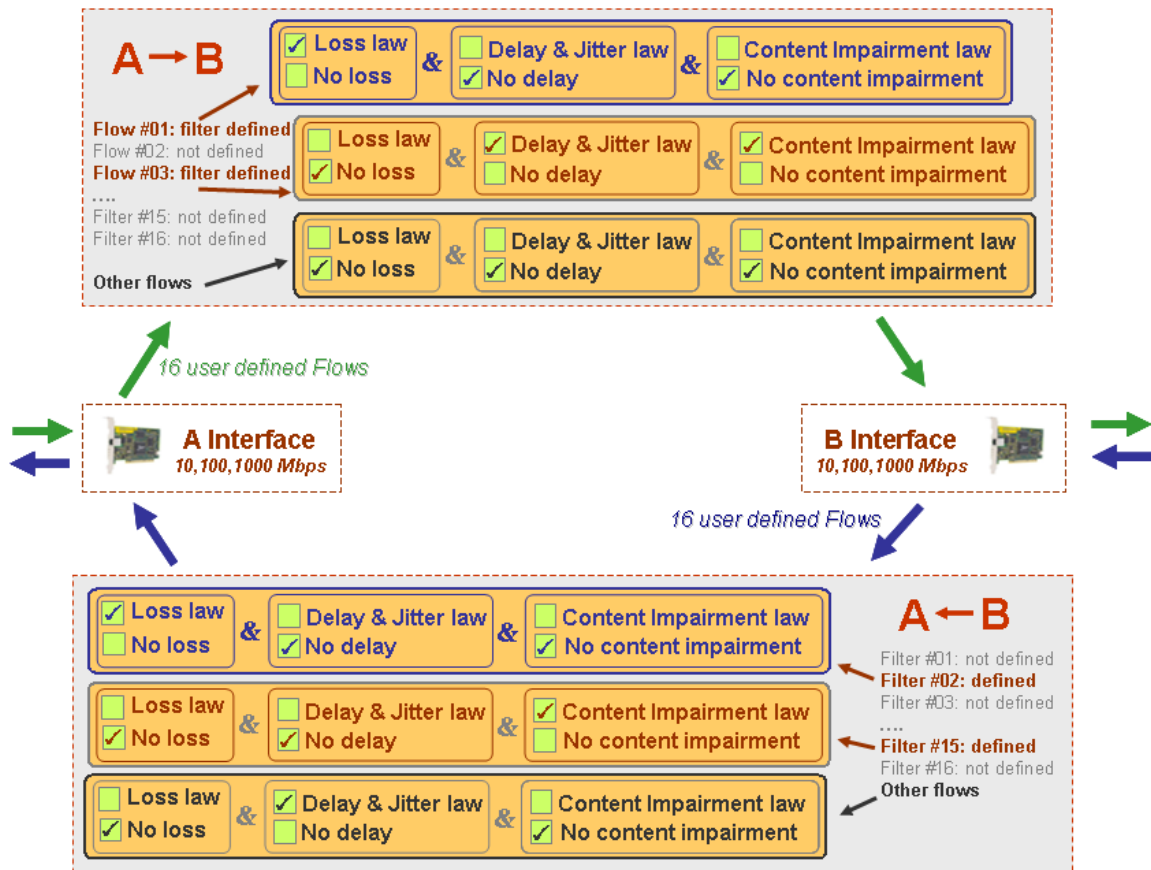 A → B
Loss law
No loss
&
Delay & Jitter law
No delay
&
Content Impairment law
No content impairment
Flow #01: filter defined
Flow #02: not defined
Flow #03: filter defined
....
Filter #15: not defined
Filter #16: not defined
Other flows
Loss law
No loss
&
Delay & Jitter law
No delay
&
Content Impairment law
No content impairment
Loss law
No loss
&
Delay & Jitter law
No delay
&
Content Impairment law
No content impairment
16 user defined Flows
A Interface
10,100,1000 Mbps
B Interface
10,100,1000 Mbps
16 user defined Flows
Loss law
No loss
&
Delay & Jitter law
No delay
&
Content Impairment law
No content impairment
Loss law
No loss
&
Delay & Jitter law
No delay
&
Content Impairment law
No content impairment
Loss law
No loss
&
Delay & Jitter law
No delay
&
Content Impairment law
No content impairment
A ← B
Filter #01: not defined
Filter #02: defined
Filter #03: not defined
....
Filter #15: defined
Filter #16: not defined
Other flows